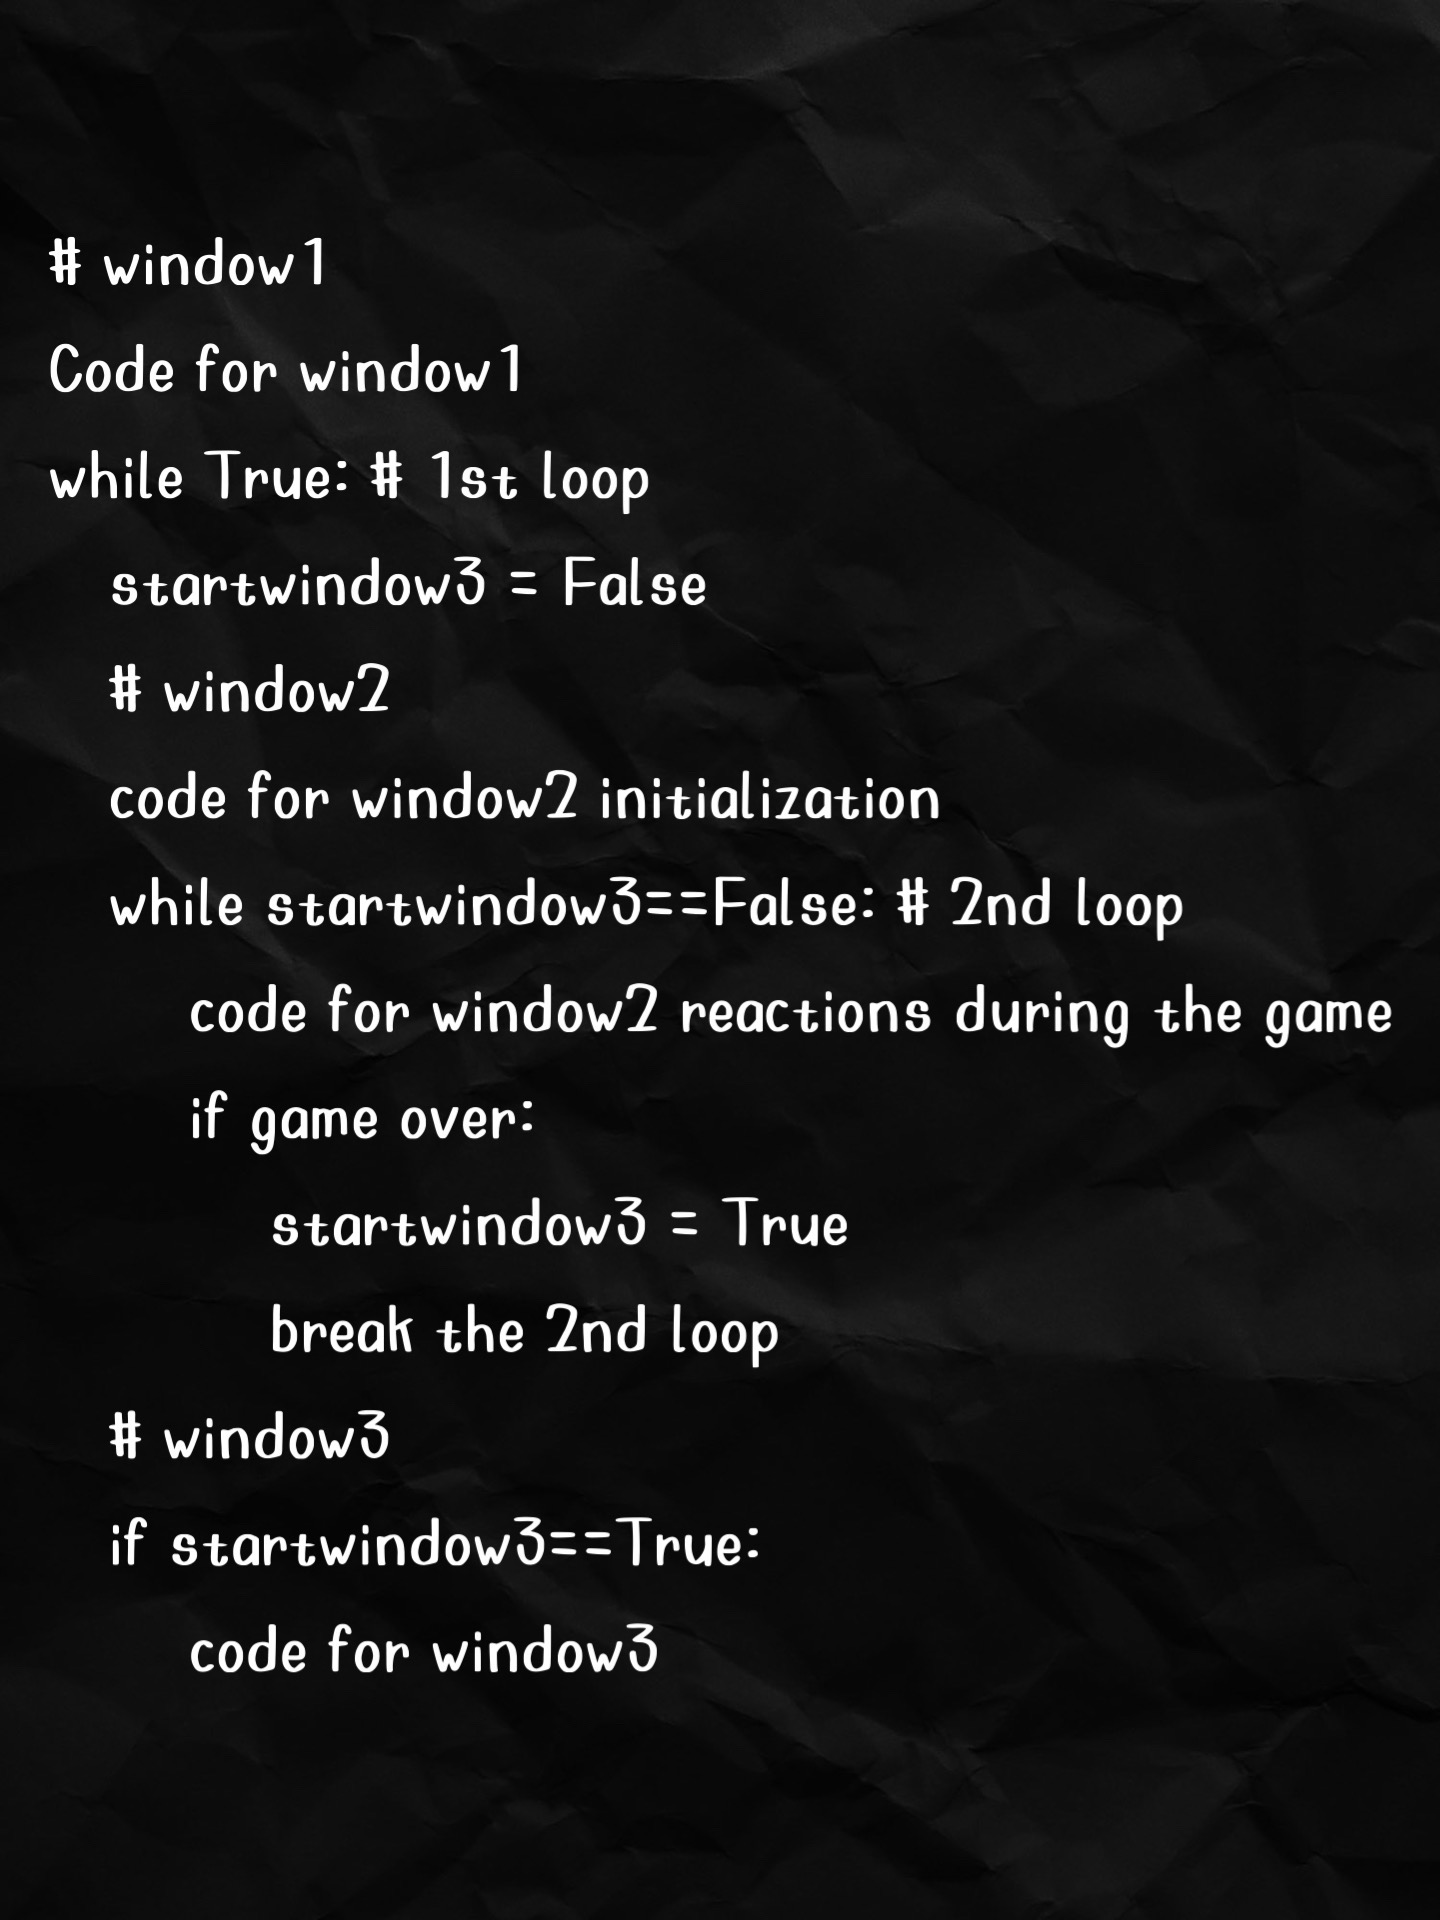 # window1
Code for window1
while True: # 1st loop
startwindow3 = False
# window2
code for window2 initialization
while startwindow3==False: # 2nd loop
code for window2 reactions during the game
if game over:
startwindow3 = True
break the 2nd loop
# window3
if startwindow3==True:
code for window3